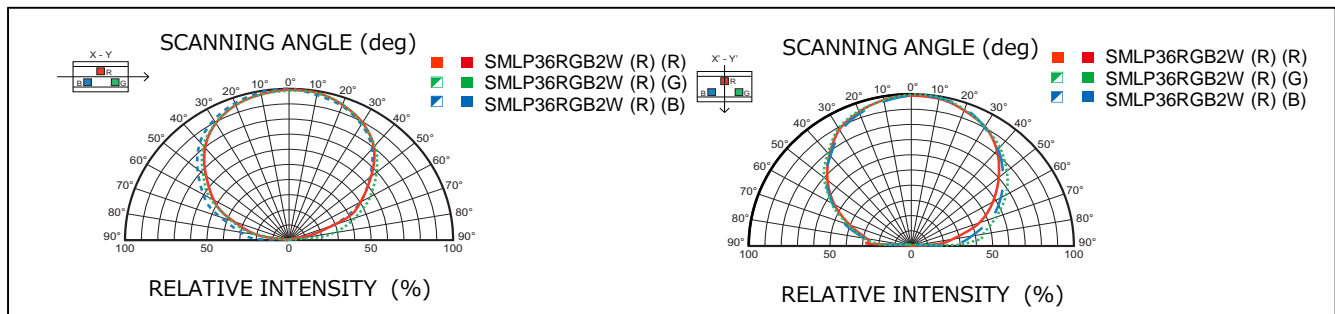 X - Y
R
B
G
SCANNING ANGLE (deg)
SMLP36RGB2W (R) (R)
SMLP36RGB2W (R) (G)
SMLP36RGB2W (R) (B)
0°
10° 10°
20° 20°
30° 30°
40° 40°
50° 50°
60° 60°
70° 70°
80° 80°
90° 90°
100 50 0 50 100
RELATIVE INTENSITY (%)
X' - Y'
R
B
G
SCANNING ANGLE (deg)
SMLP36RGB2W (R) (R)
SMLP36RGB2W (R) (G)
SMLP36RGB2W (R) (B)
0°
10° 10°
20° 20°
30° 30°
40° 40°
50° 50°
60° 60°
70° 70°
80° 80°
90° 90°
100 50 0 50 100
RELATIVE INTENSITY (%)